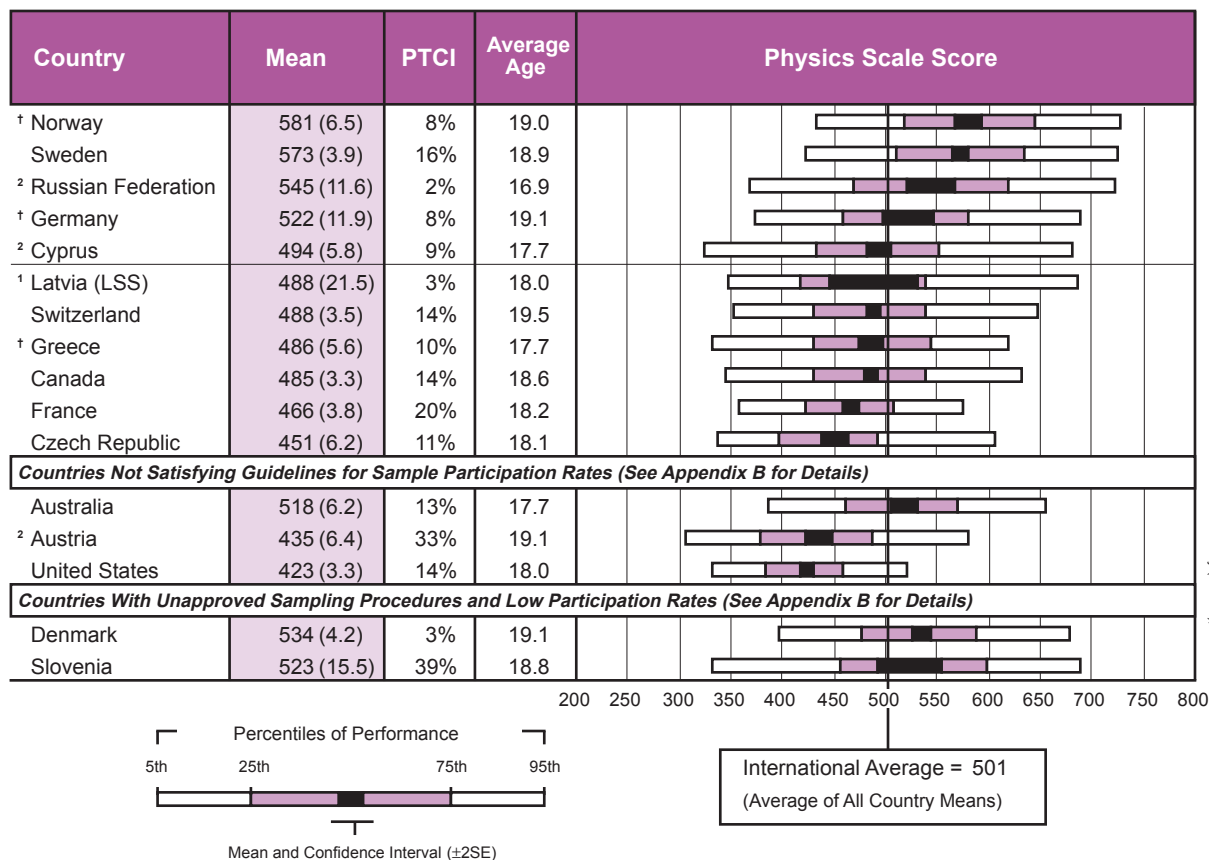 Country Mean PTCI Average Age Physics Scale Score
† Norway 581 (6.5) 8% 19.0
Sweden 573 (3.9) 16% 18.9
² Russian Federation 545 (11.6) 2% 16.9
† Germany 522 (11.9) 8% 19.1
² Cyprus 494 (5.8) 9% 17.7
¹ Latvia (LSS) 488 (21.5) 3% 18.0
Switzerland 488 (3.5) 14% 19.5
† Greece 486 (5.6) 10% 17.7
Canada 485 (3.3) 14% 18.6
France 466 (3.8) 20% 18.2
Czech Republic 451 (6.2) 11% 18.1
Countries Not Satisfying Guidelines for Sample Participation Rates (See Appendix B for Details)
Australia 518 (6.2) 13% 17.7
² Austria 435 (6.4) 33% 19.1
United States 423 (3.3) 14% 18.0
Countries With Unapproved Sampling Procedures and Low Participation Rates (See Appendix B for Details)
Denmark 534 (4.2) 3% 19.1
Slovenia 523 (15.5) 39% 18.8
200 250 300 350 400 450 500 550 600 650 700 750 800
Percentiles of Performance
5th 25th 75th 95th
Mean and Confidence Interval (±2SE)
International Average = 501
(Average of All Country Means)